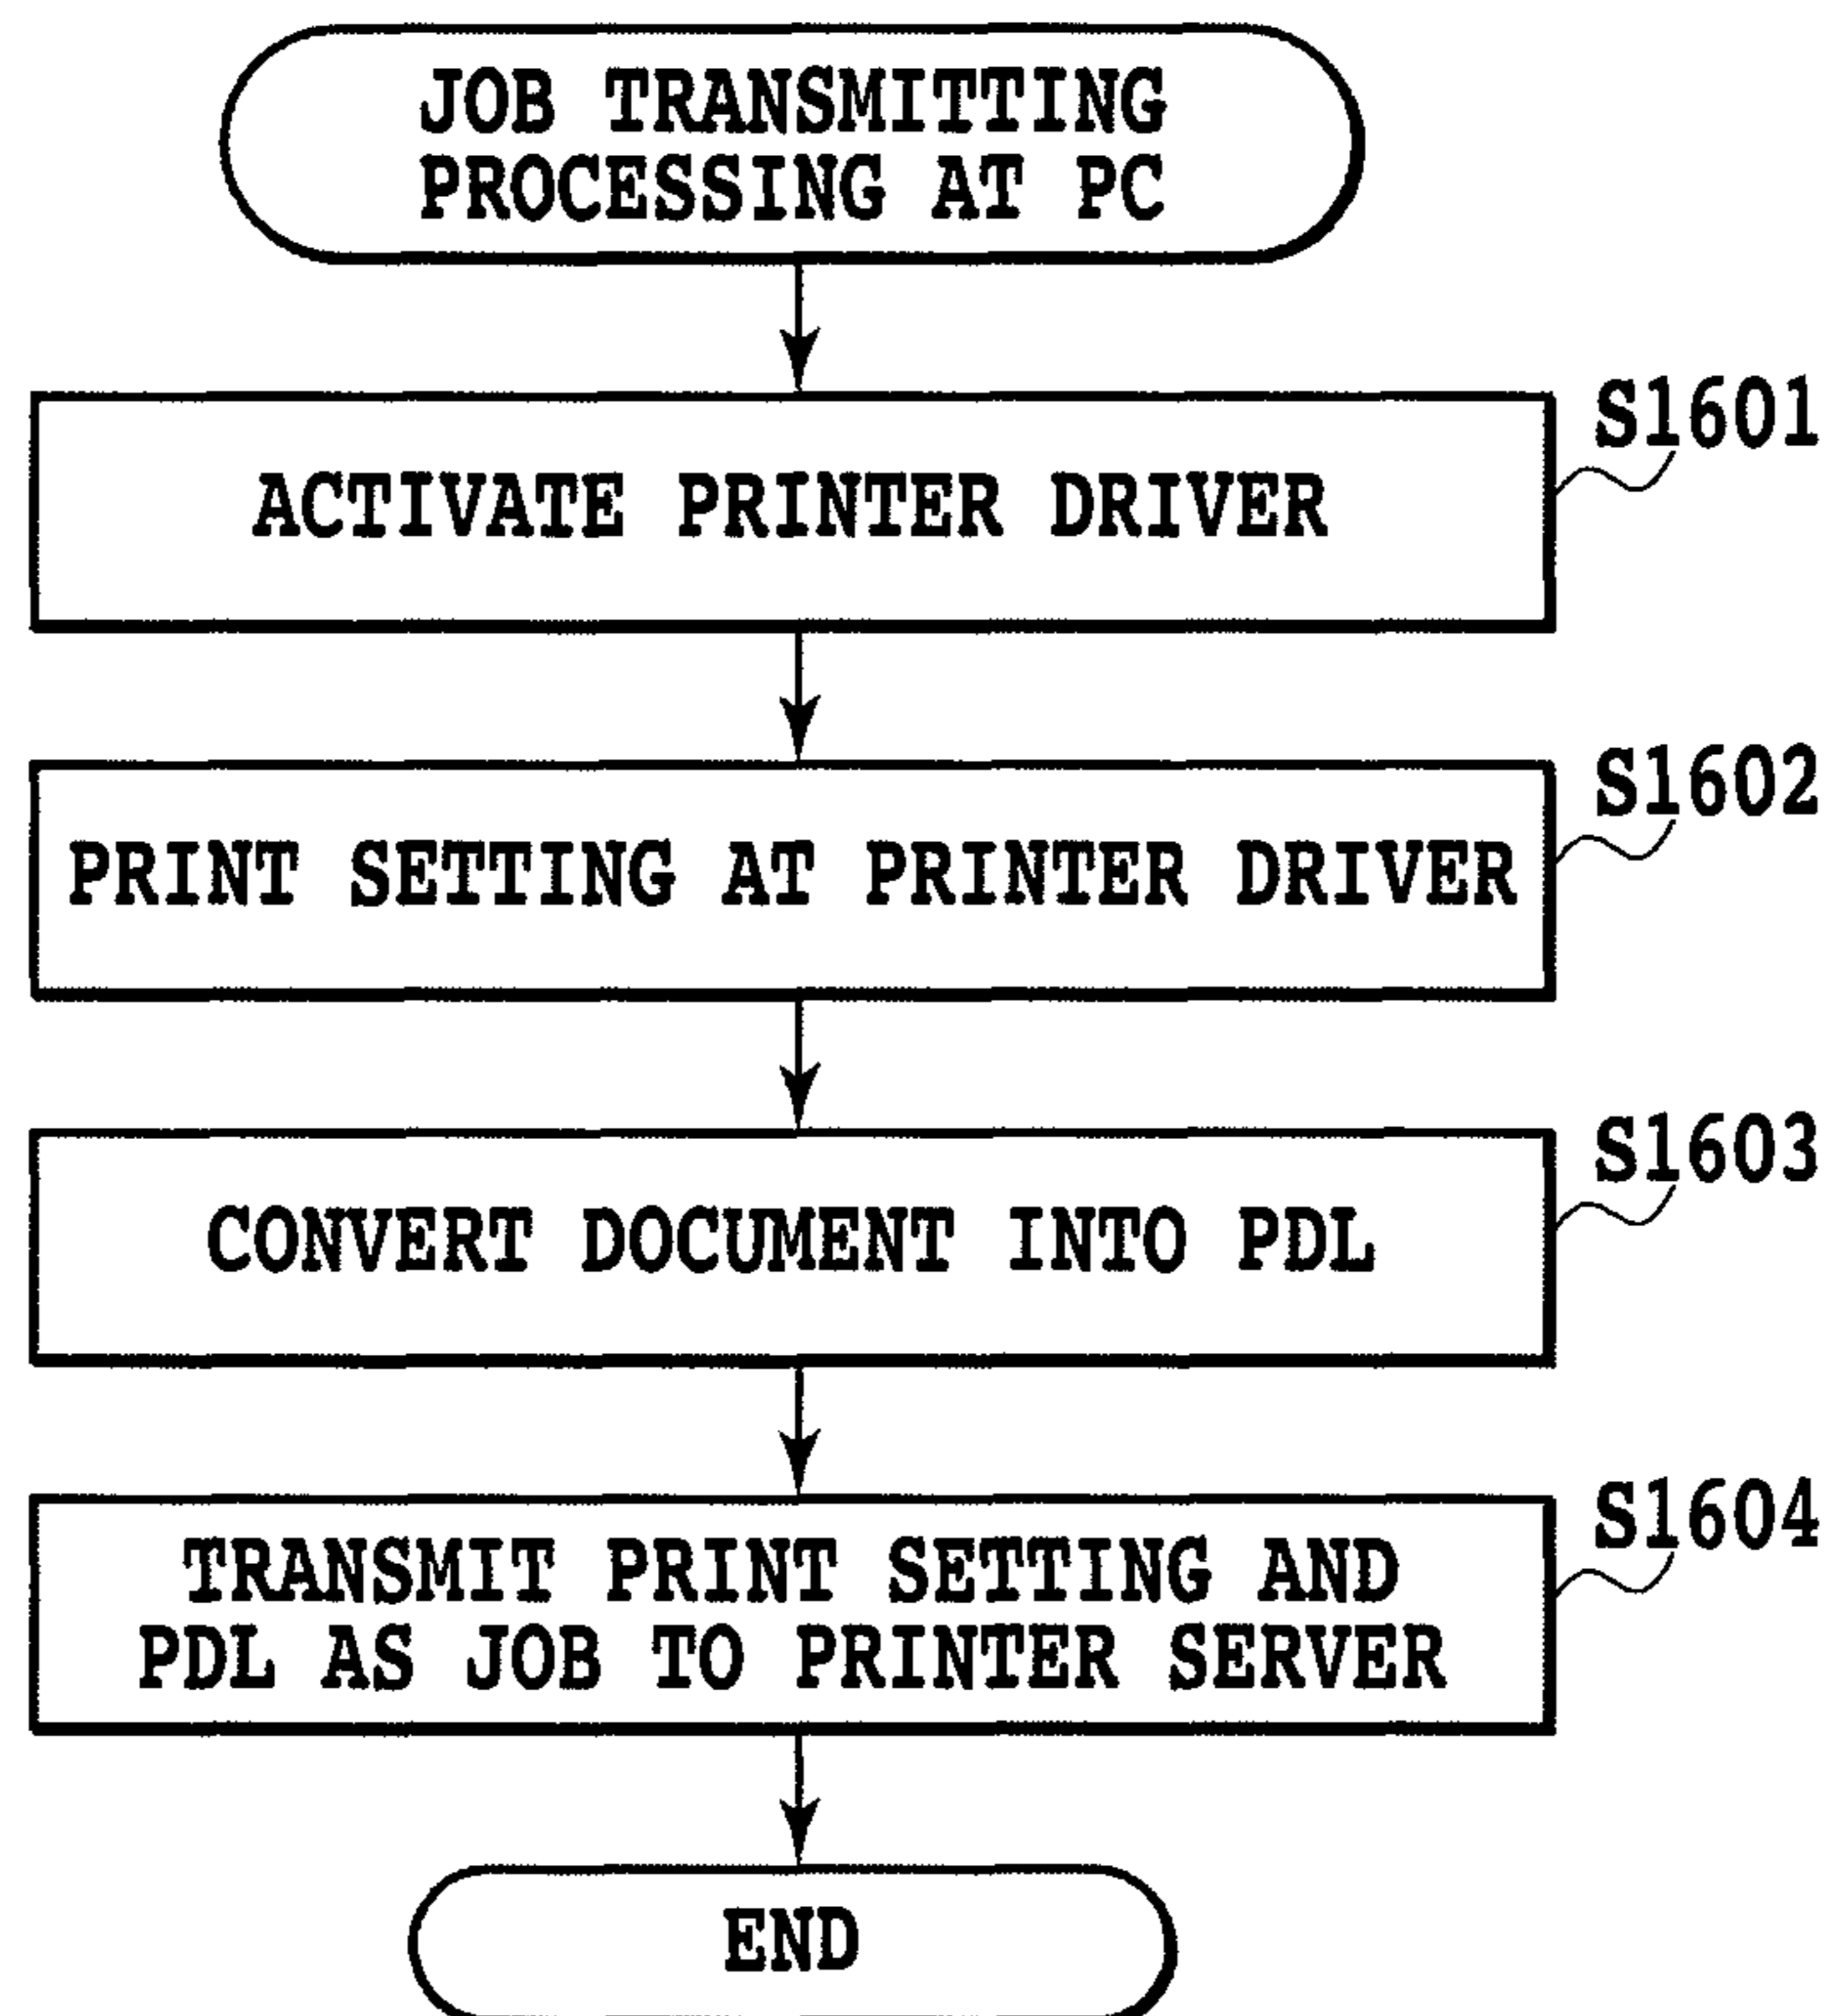 JOB TRANSMITTING
PROCESSING AT PC
S1601
ACTIVATE PRINTER DRIVER
S1602
PRINT SETTING AT PRINTER DRIVER
S1603
CONVERT DOCUMENT INTO PDL
S1604
TRANSMIT PRINT SETTING AND
PDL AS JOB TO PRINTER SERVER
END